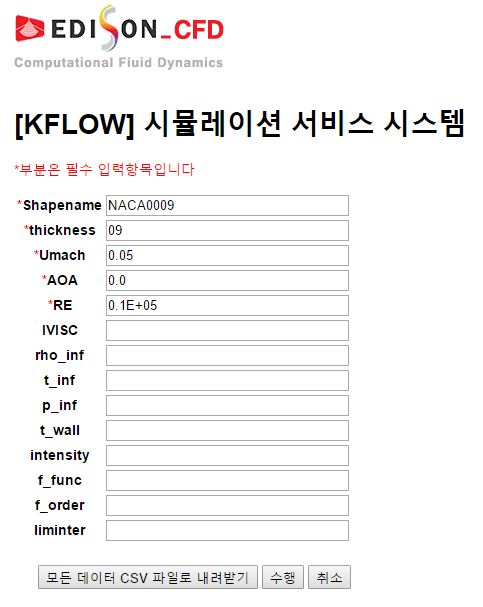 EDISON_CFD
Computational Fluid Dynamics
[KFLOW] 시뮬레이션 서비스 시스템
*부분은 필수 입력항목입니다
*Shapename NACA0009
*thickness 09
*Umach 0.05
*AOA 0.0
*RE 0.1E+05
IVISC
rho_inf
t_inf
p_inf
t_wall
intensity
f_func
f_order
liminter
모든 데이터 CSV 파일로 내려받기 수행 취소